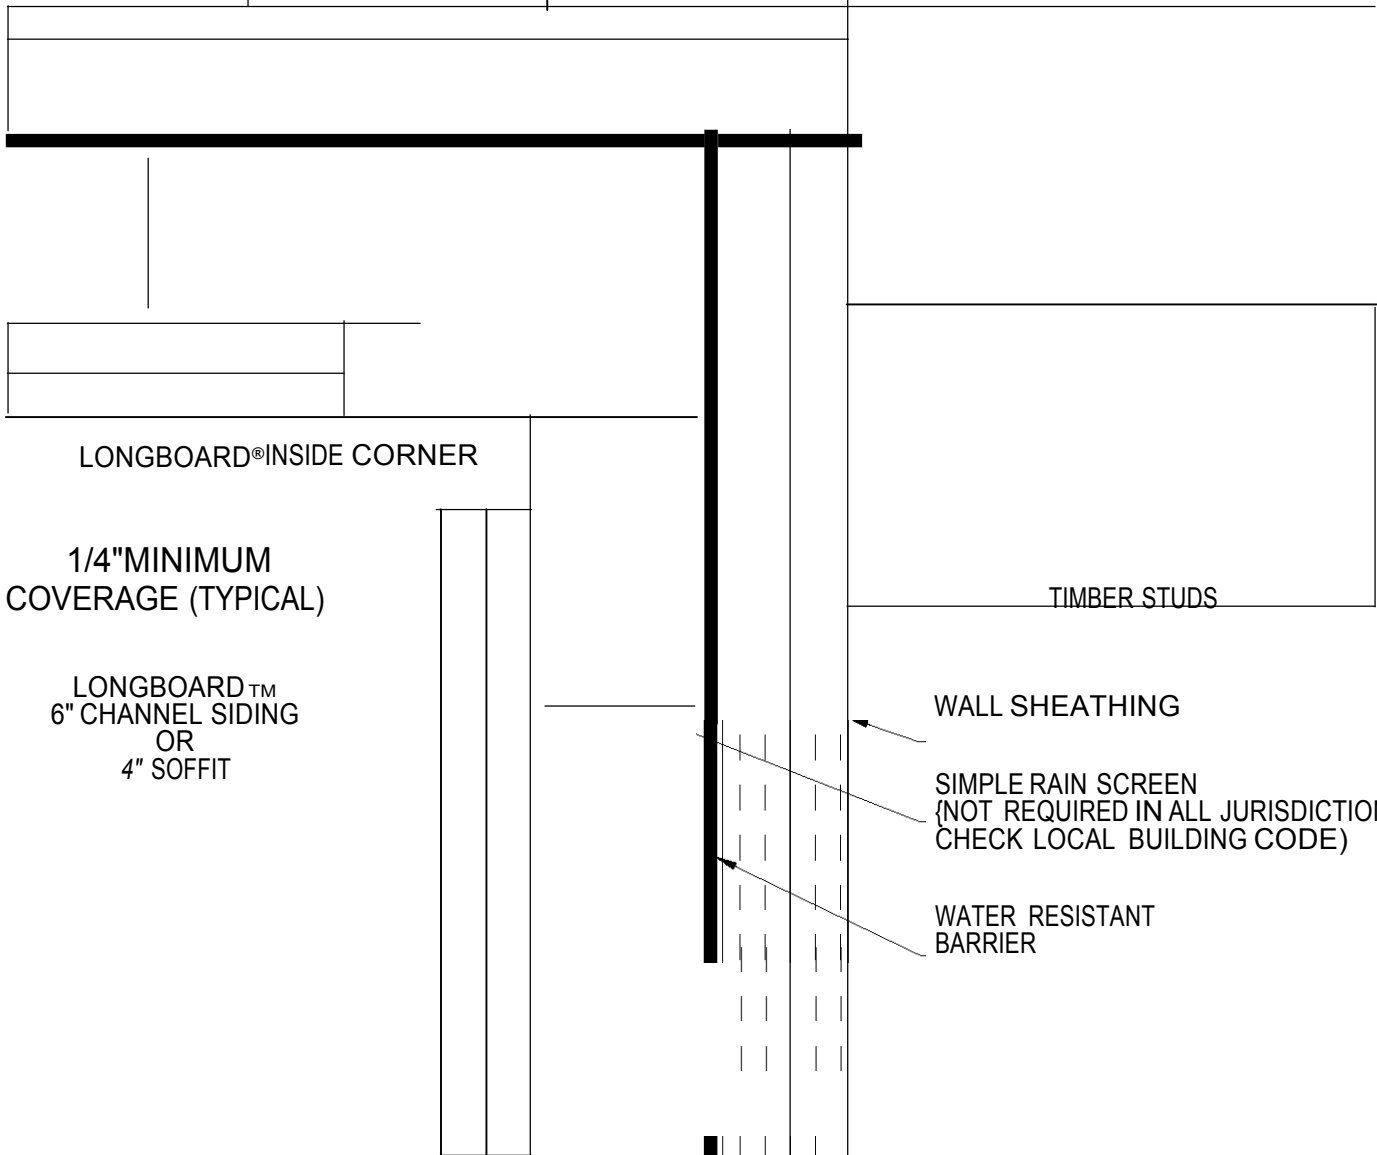 LONGBOARD®INSIDE CORNER
1/4"MINIMUM
COVERAGE (TYPICAL)
LONGBOARD TM
6" CHANNEL SIDING
OR
4" SOFFIT
TIMBER STUDS
WALL SHEATHING
SIMPLE RAIN SCREEN
{NOT REQUIRED IN ALL JURISDICTION
CHECK LOCAL BUILDING CODE)
WATER RESISTANT
BARRIER